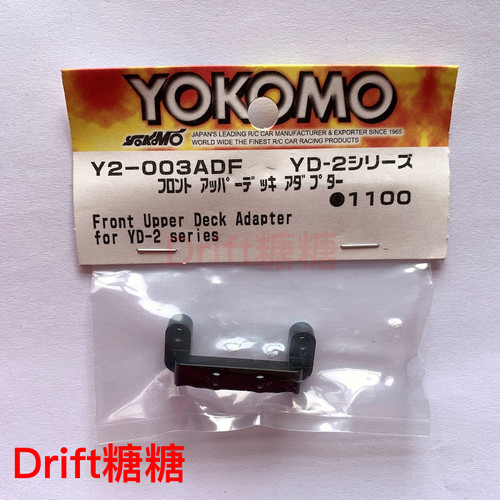 YOKOMO
YOKOMO
JAPAN'S LEADING R/C CAR MANUFACTURER & EXPORTER SINCE 1965
WORLD WIDE THE FINEST R/C CAR RACING PRODUCTS
Y2-003ADF YD-2シリーズ
フロント アッパーデッキ アダプター
●1100
Front Upper Deck Adapter
for YD-2 series
Drift糖糖
Drift糖糖